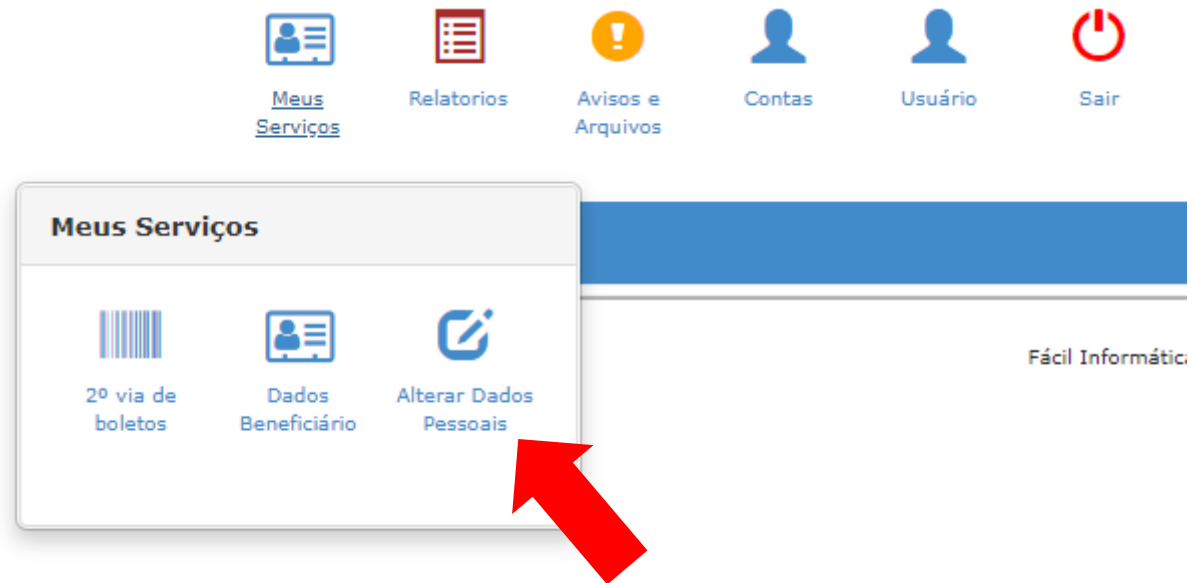 Meus Serviços
Relatorios
Avisos e Arquivos
Contas
Usuário
Sair
Meus Serviços
2º via de boletos
Dados Beneficiário
Alterar Dados Pessoais
Fácil Informática